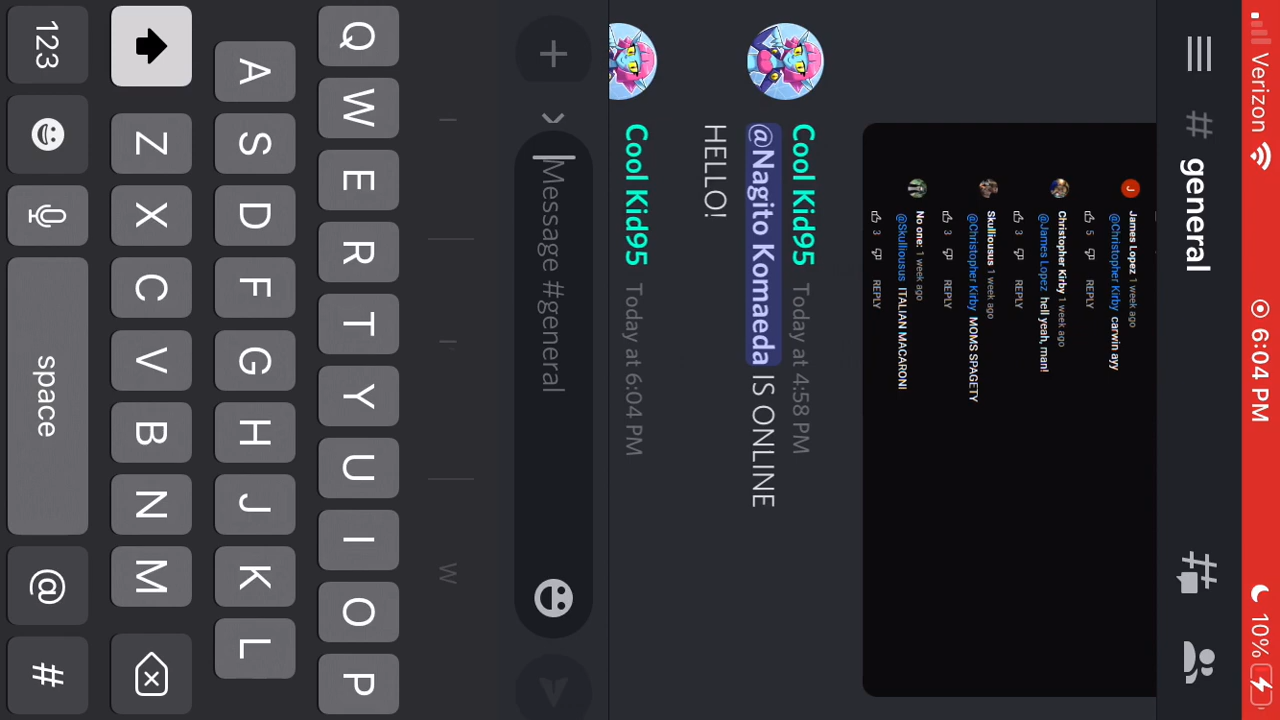 Verizon 6:04 PM 10%
# general
James Lopez 1 week ago
@Christopher Kirby carwin ayy
5 REPLY
Christopher Kirby 1 week ago
@James Lopez hell yeah, man!
3 REPLY
Skulliousus 1 week ago
@Christopher Kirby MOMS SPAGETY
3 REPLY
No one: 1 week ago
@Skulliousus ITALIAN MACARONI
3 REPLY
Cool Kid95 Today at 4:58 PM
@Nagito Komaeda IS ONLINE
HELLO!
Cool Kid95 Today at 6:04 PM
Message #general
I I W
Q W E R T Y U I O P
A S D F G H J K L
Z X C V B N M
123 space @ #